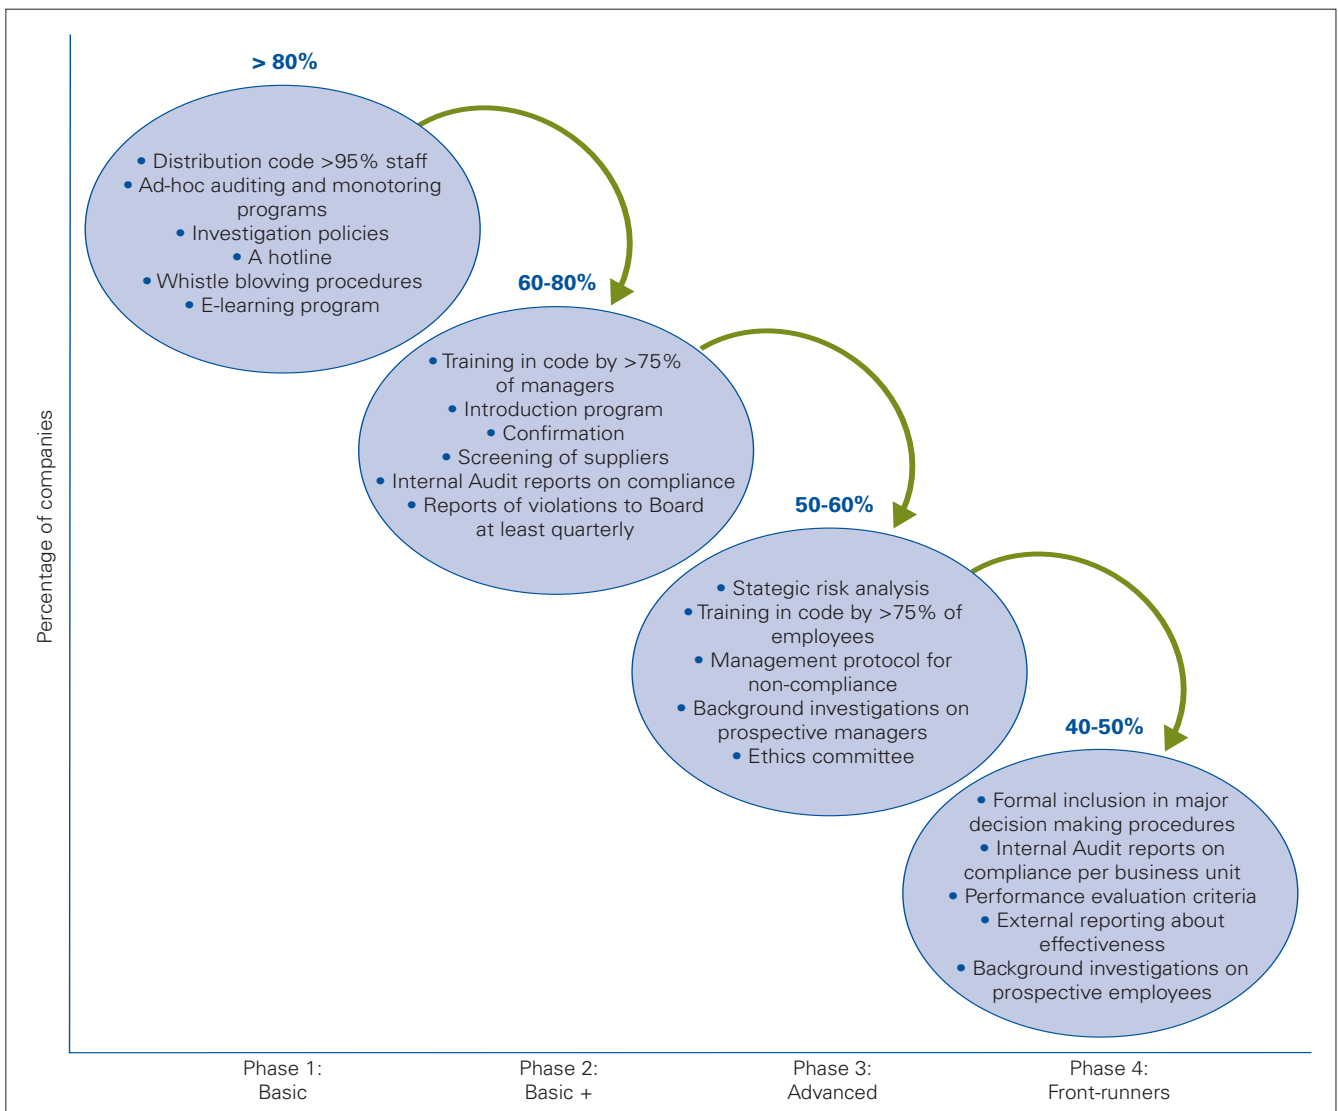 > 80%
• Distribution code >95% staff
• Ad-hoc auditing and monotoring
programs
• Investigation policies
• A hotline
• Whistle blowing procedures
• E-learning program
60-80%
• Training in code by >75%
of managers
• Introduction program
• Confirmation
• Screening of suppliers
• Internal Audit reports on compliance
• Reports of violations to Board
at least quarterly
50-60%
• Stategic risk analysis
• Training in code by >75% of
employees
• Management protocol for
non-compliance
• Background investigations on
prospective managers
• Ethics committee
40-50%
• Formal inclusion in major
decision making procedures
• Internal Audit reports on
compliance per business unit
• Performance evaluation criteria
• External reporting about
effectiveness
• Background investigations on
prospective employees
Percentage of companies
Phase 1:
Basic
Phase 2:
Basic +
Phase 3:
Advanced
Phase 4:
Front-runners